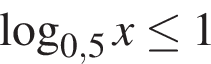 log₀,₅ x ≤ 1